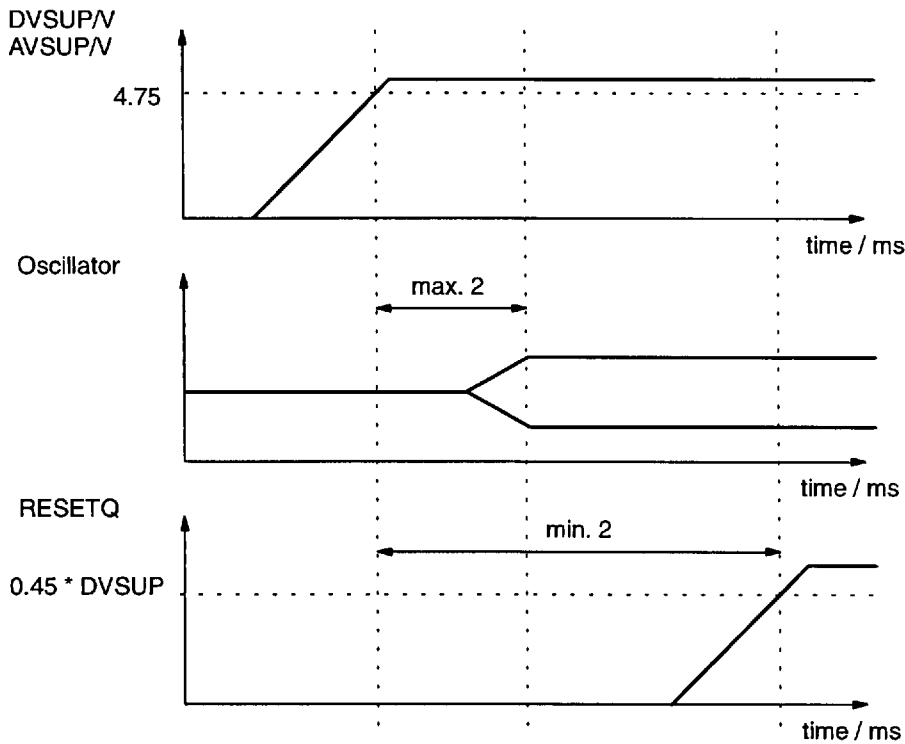 DVSUP/V
AVSUP/V
4.75
time / ms
Oscillator
max. 2
time / ms
RESETQ
min. 2
0.45 * DVSUP
time / ms